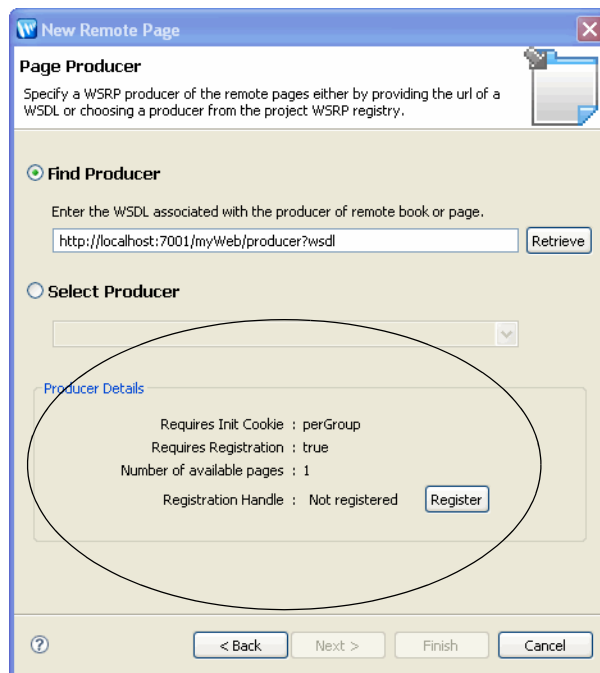 New Remote Page
Page Producer
Specify a WSRP producer of the remote pages either by providing the url of a
WSDL or choosing a producer from the project WSRP registry.
Find Producer
Enter the WSDL associated with the producer of remote book or page.
http://localhost:7001/myWeb/producer?wsdl
Retrieve
Select Producer
Producer Details
Requires Init Cookie : perGroup
Requires Registration : true
Number of available pages : 1
Registration Handle : Not registered
Register
?
< Back
Next >
Finish
Cancel